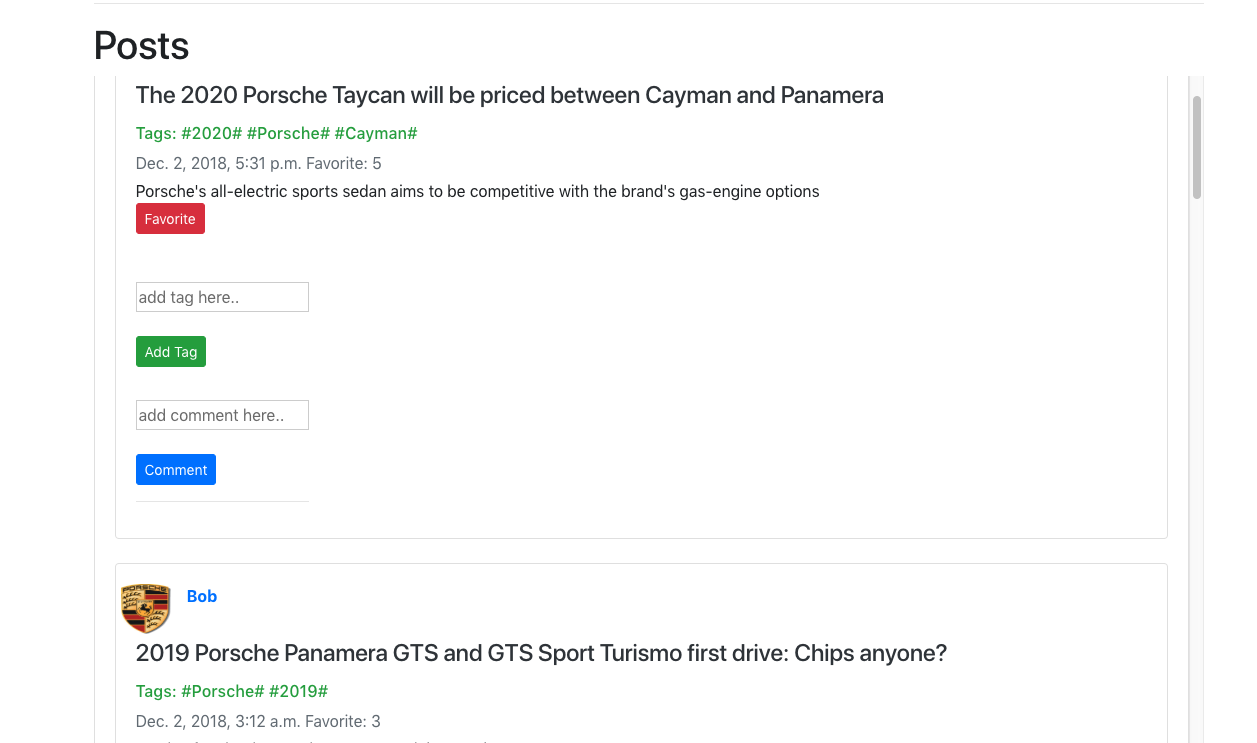 Posts
The 2020 Porsche Taycan will be priced between Cayman and Panamera
Tags: #2020# #Porsche# #Cayman#
Dec. 2, 2018, 5:31 p.m. Favorite: 5
Porsche's all-electric sports sedan aims to be competitive with the brand's gas-engine options
Favorite
add tag here..
Add Tag
add comment here..
Comment
PORSCHE
Bob
2019 Porsche Panamera GTS and GTS Sport Turismo first drive: Chips anyone?
Tags: #Porsche# #2019#
Dec. 2, 2018, 3:12 a.m. Favorite: 3